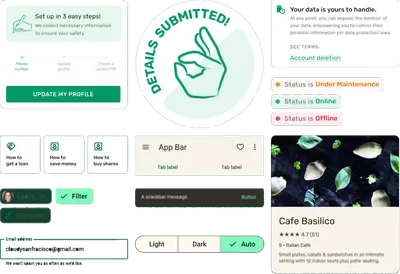 Set up in 3 easy steps!
We collect necessary information
to ensure your safety.
Phone
number
Update
profile
Create a
UPDATE MY PROFILE
DETAILS SUBMITTED!
Your data is yours to handle.
At any point, you can request the deletion of
your data, empowering you to control their
personal information per data protection laws.
SEE TERMS:
Account deletion
Status is Under Maintenance
Status is Online
Status is Offline
How to
get a loan
How to
save money
How to
buy shares
App Bar
Tab label
Tab label
Filter
A snackbar message
Button
Email address
cloudysanfracisco@gmail.com
We won't spam you as often as we'd like.
Light
Dark
Auto
Cafe Basilico
4.7 (51)
$ • Italian Cafe
Small plates, salads & sandwiches in an intimate
setting with 12 indoor seats plus patio seating.